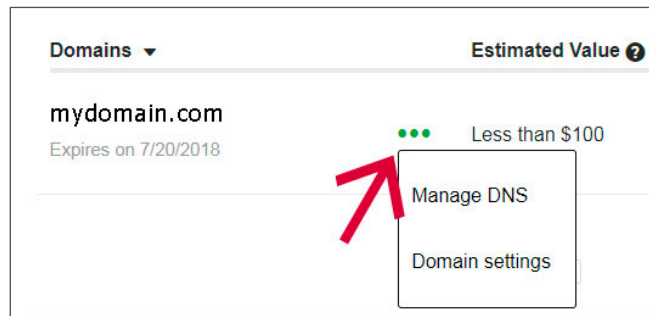 Domains
Estimated Value ?
mydomain.com
Expires on 7/20/2018
Less than $100
Manage DNS
Domain settings